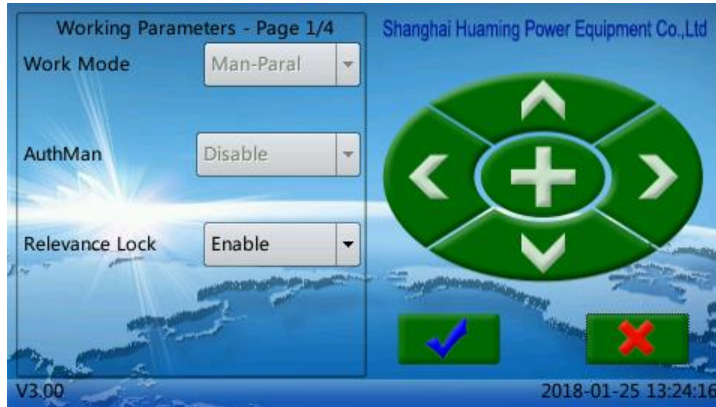 Working Parameters - Page 1/4
Shanghai Huaming Power Equipment Co.,Ltd
Work Mode Man-Paral
AuthMan Disable
Relevance Lock Enable
V3.00
2018-01-25 13:24:16